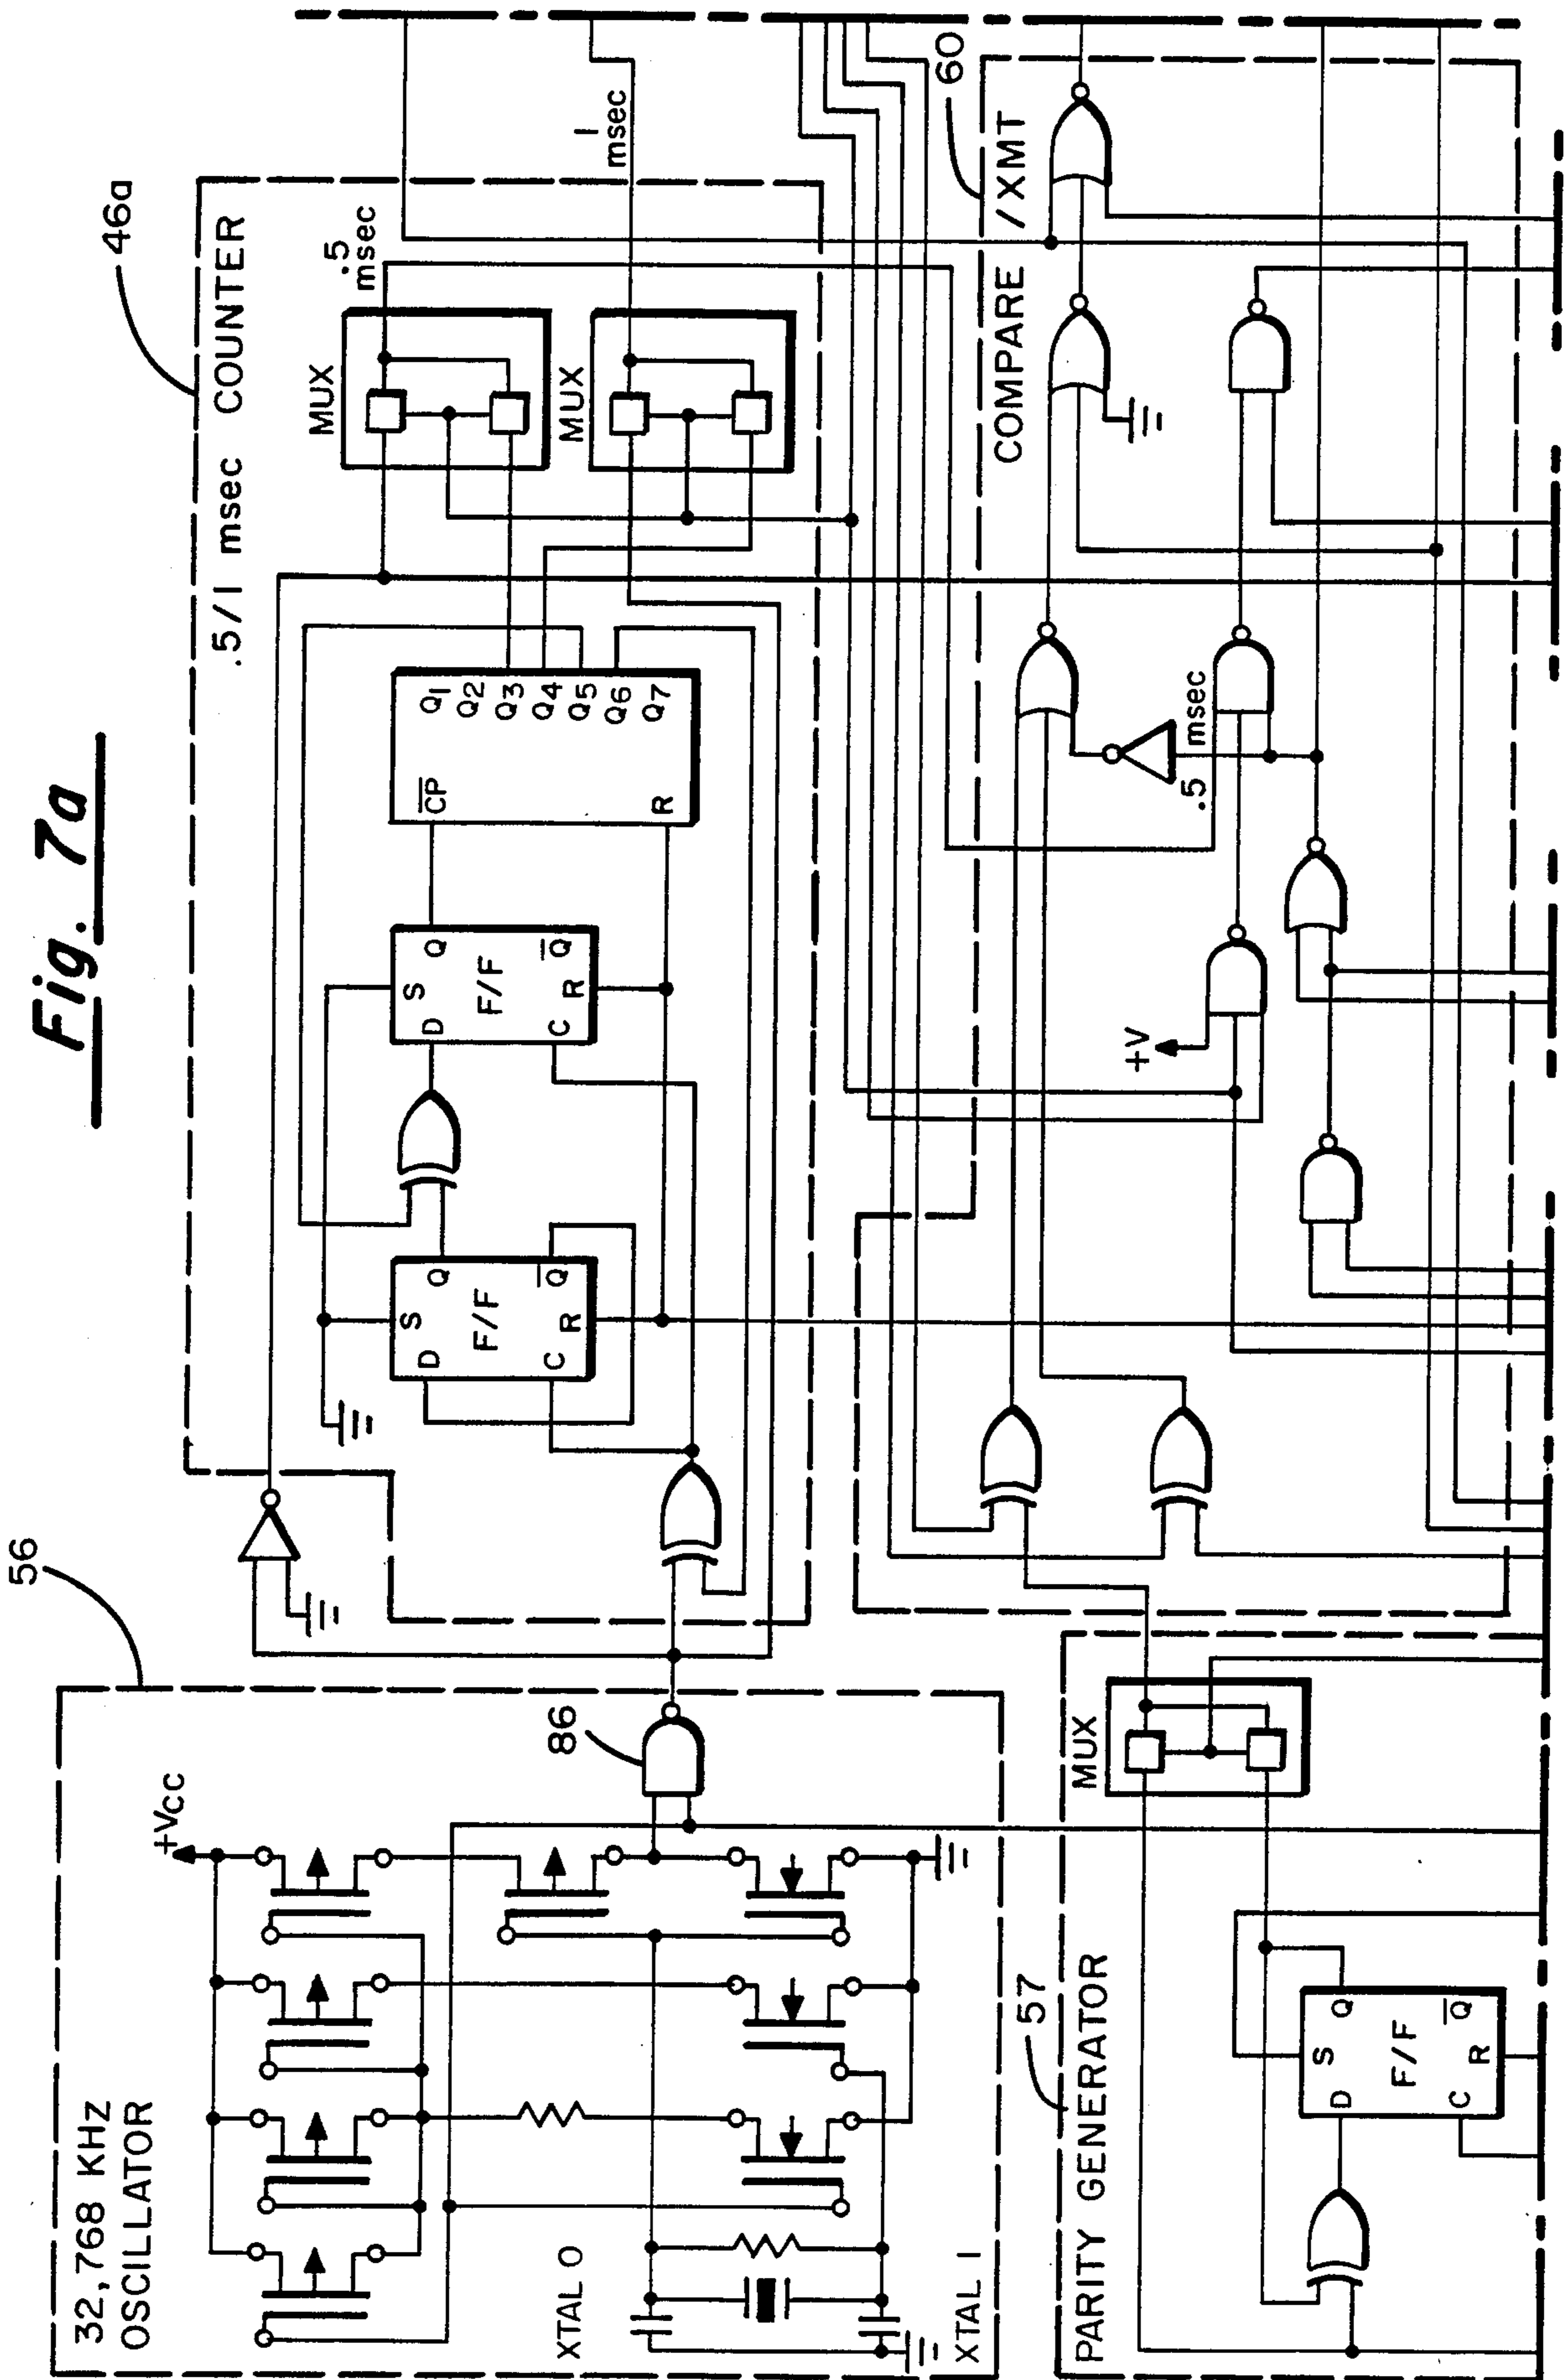 Fig. 7a
46a
56
.5/1 msec COUNTER
32,768 KHz
OSCILLATOR
+Vcc
86
XTAL 0
XTAL 1
S
D
Q
F/F
C
R
Q
S
D
Q
F/F
C
R
Q
CP
R
Q1
Q2
Q3
Q4
Q5
Q6
Q7
MUX
MUX
.5
msec
1
msec
60
COMPARE /XMT
.5
msec
+V
57
PARITY GENERATOR
MUX
S
D
Q
F/F
C
R
Q